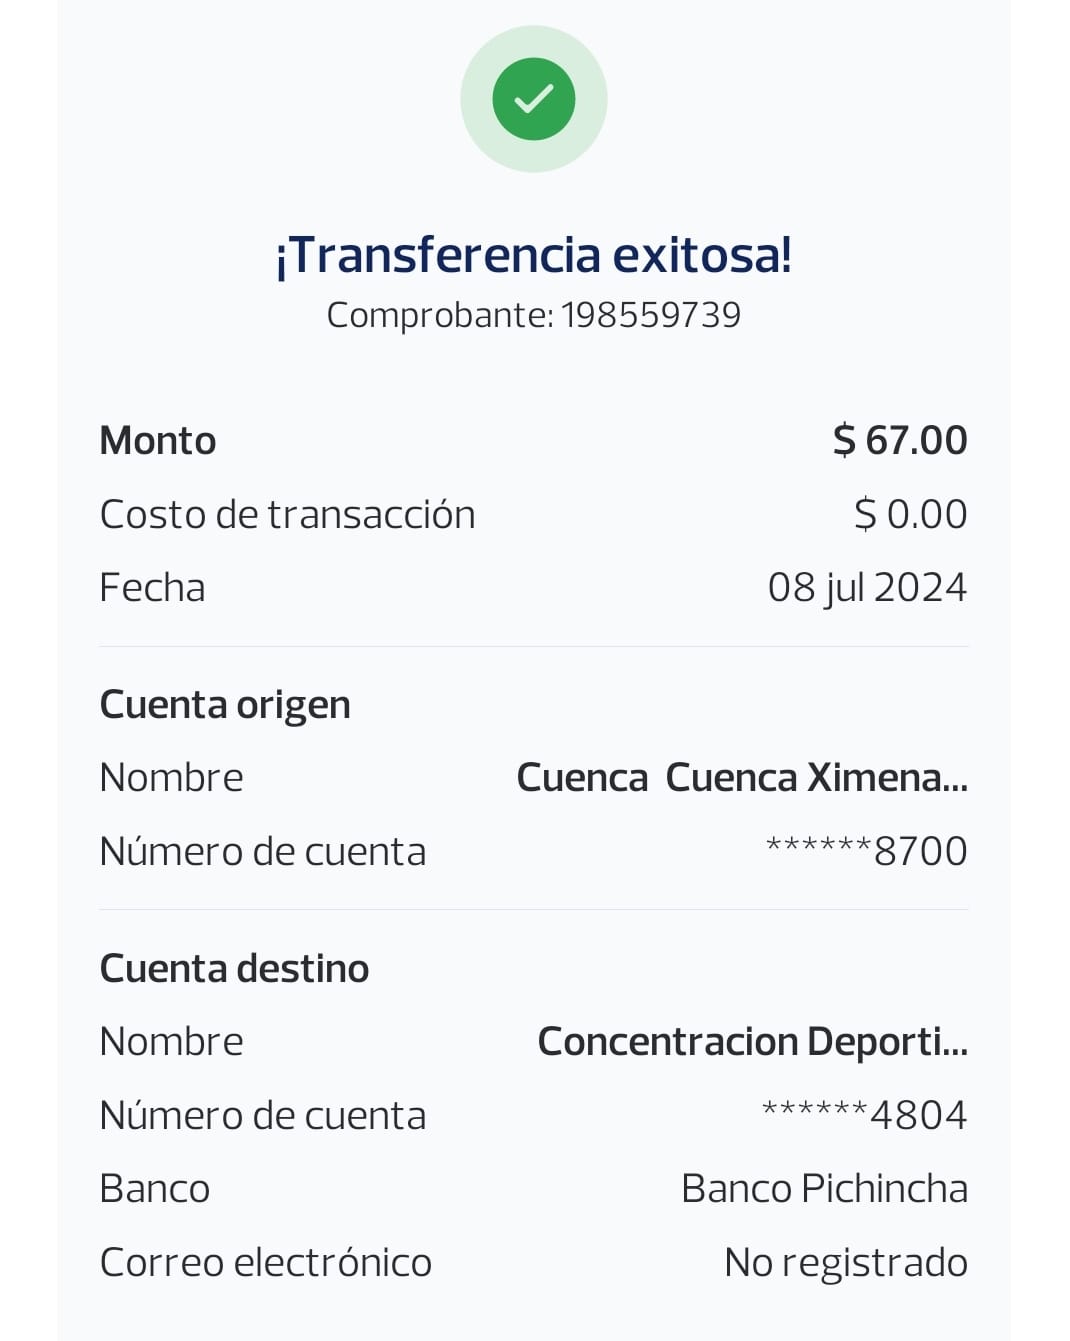 ¡Transferencia exitosa!
Comprobante: 198559739
Monto $ 67.00
Costo de transacción $ 0.00
Fecha 08 jul 2024
Cuenta origen
Nombre Cuenca  Cuenca Ximena...
Número de cuenta ******8700
Cuenta destino
Nombre Concentracion Deporti...
Número de cuenta ******4804
Banco Banco Pichincha
Correo electrónico No registrado